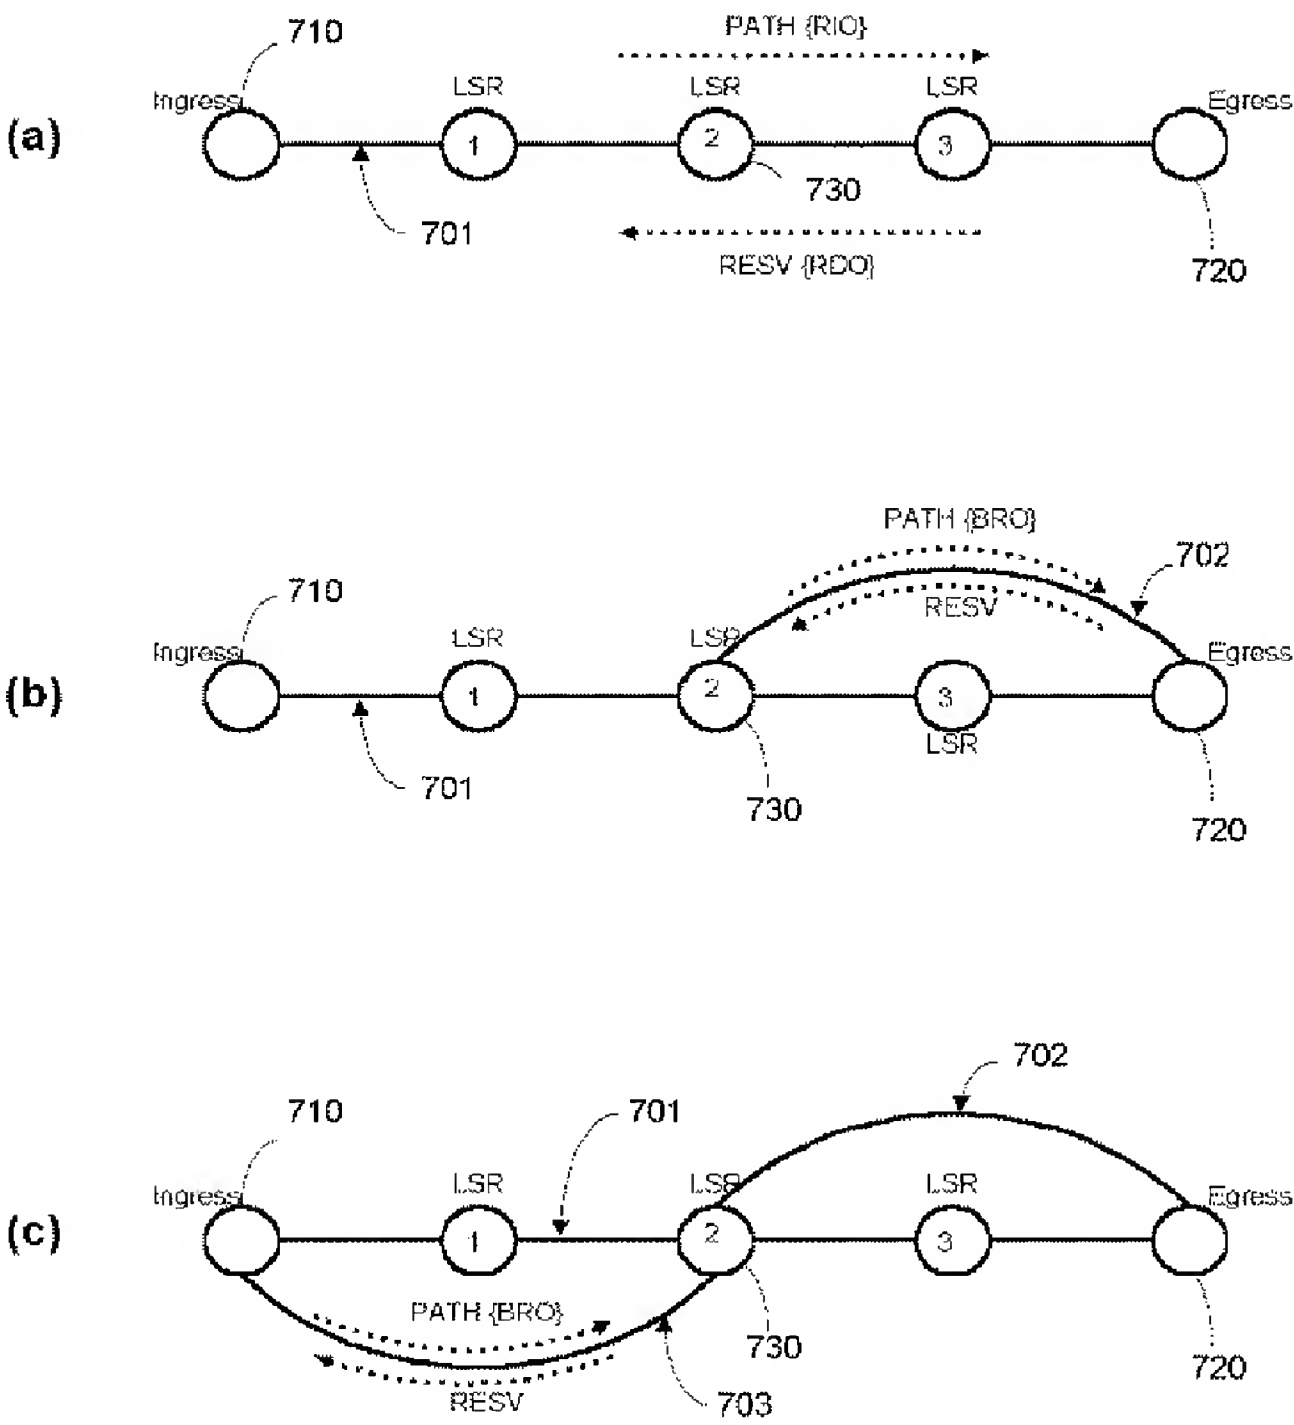 710
PATH {RIO}
Ingress
LSR
LSR
LSR
Egress
(a)
1
2
3
730
701
RESV {RDO}
720
PATH {BRO}
702
710
RESV
Ingress
LSR
LSR
Egress
(b)
1
2
3
LSR
701
730
720
702
710
701
Ingress
LSR
LSR
LSR
Egress
(c)
1
2
3
PATH {BRO}
730
720
RESV
703